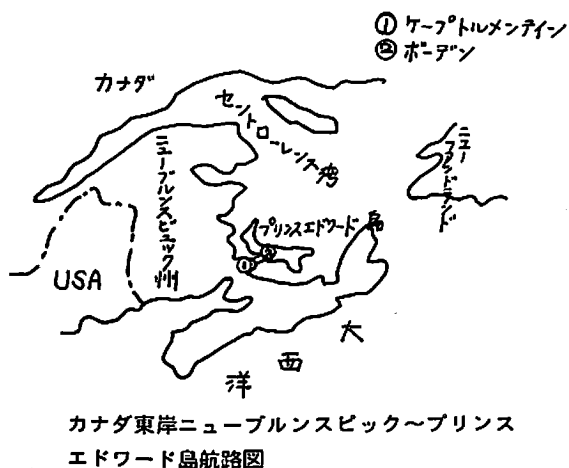 ① ケープトルメンテイン
② ボーデン
カナダ
セントローレンス湾
ニューファンドランド
ニューブルンスビュック州
プリンスエドワード島
②
①
USA
大西洋
カナダ東岸ニューブルンスビック〜プリンス
エドワード島航路図